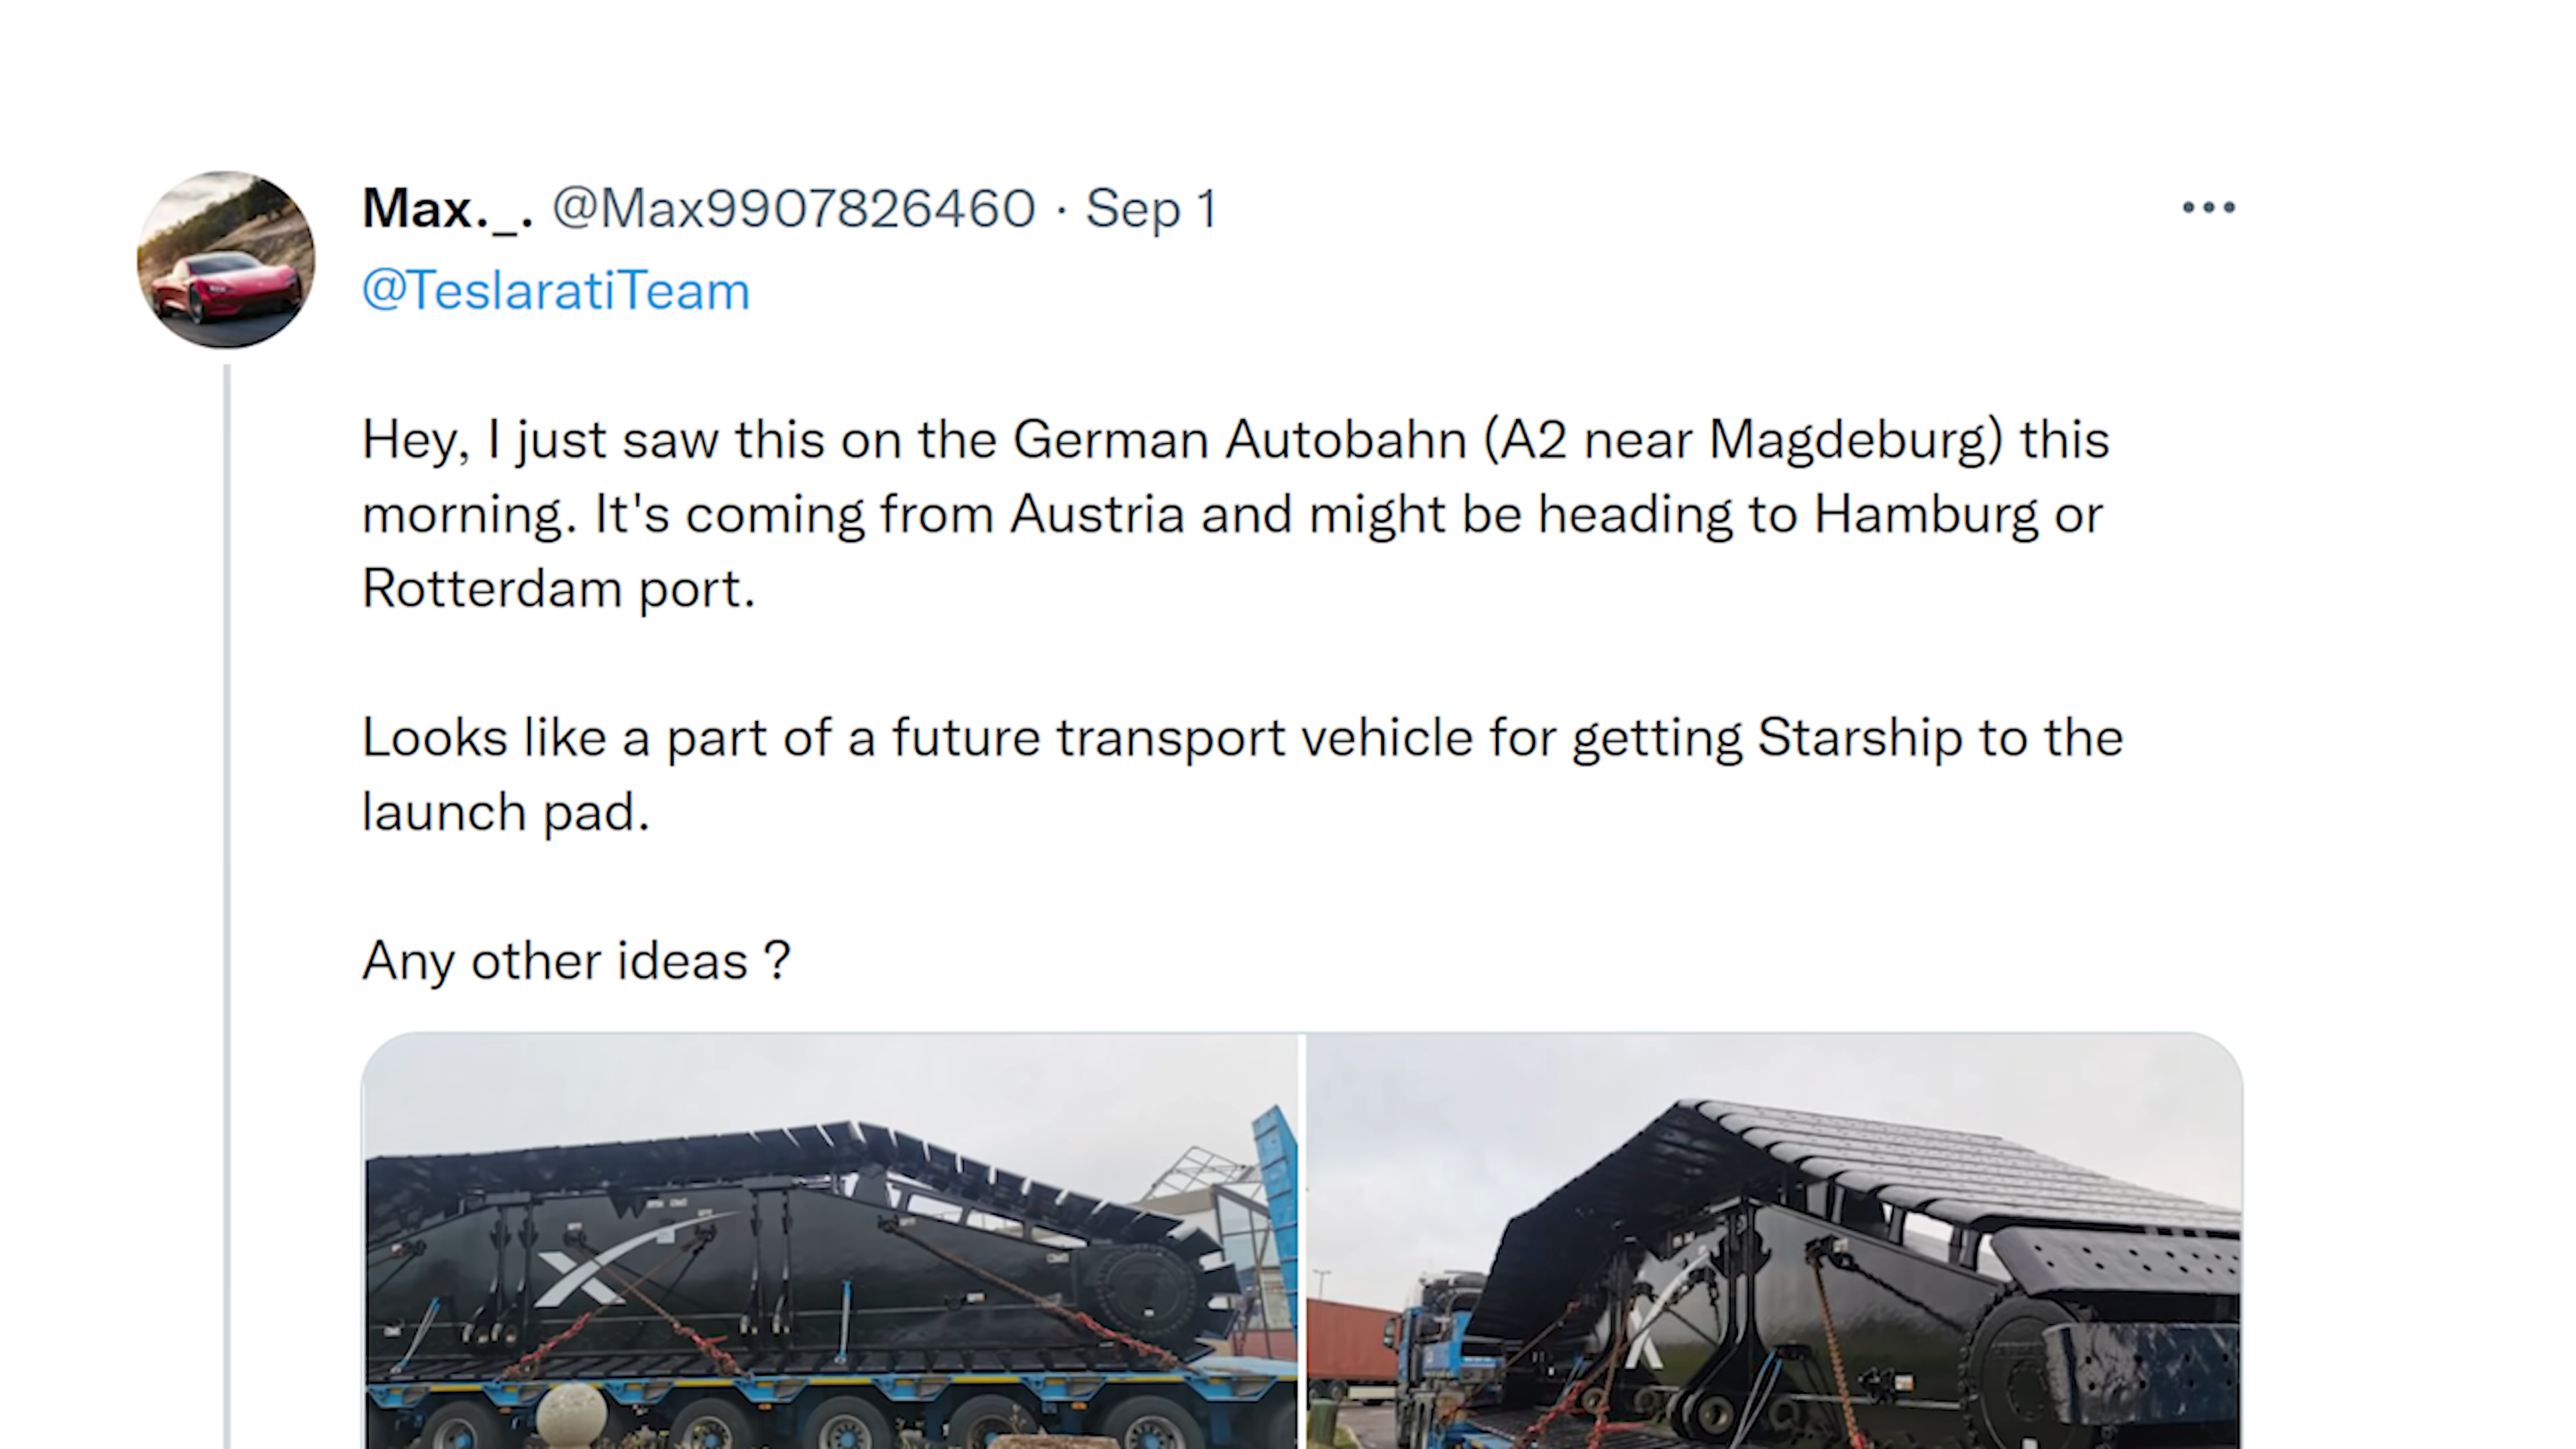 Max._. @Max9907826460 · Sep 1
@TeslaratiTeam
Hey, I just saw this on the German Autobahn (A2 near Magdeburg) this
morning. It's coming from Austria and might be heading to Hamburg or
Rotterdam port.
Looks like a part of a future transport vehicle for getting Starship to the
launch pad.
Any other ideas ?
X
X